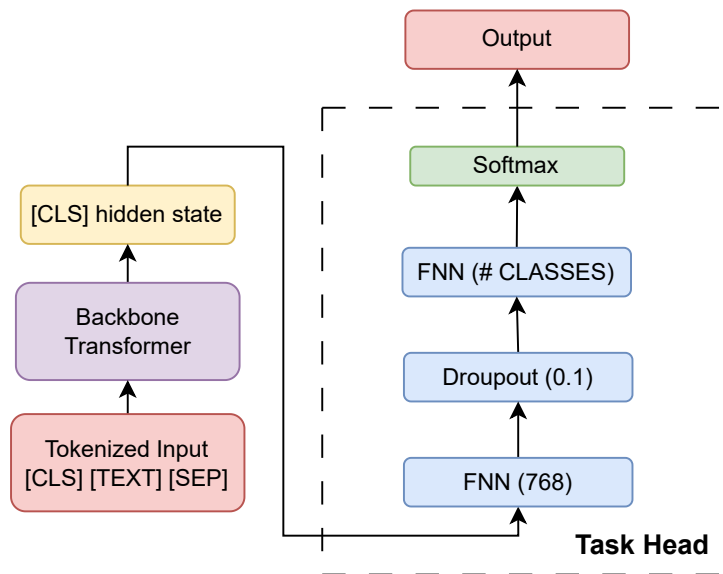 Output
Softmax
[CLS] hidden state
FNN (# CLASSES)
Backbone
Transformer
Droupout (0.1)
Tokenized Input
[CLS] [TEXT] [SEP]
FNN (768)
Task Head